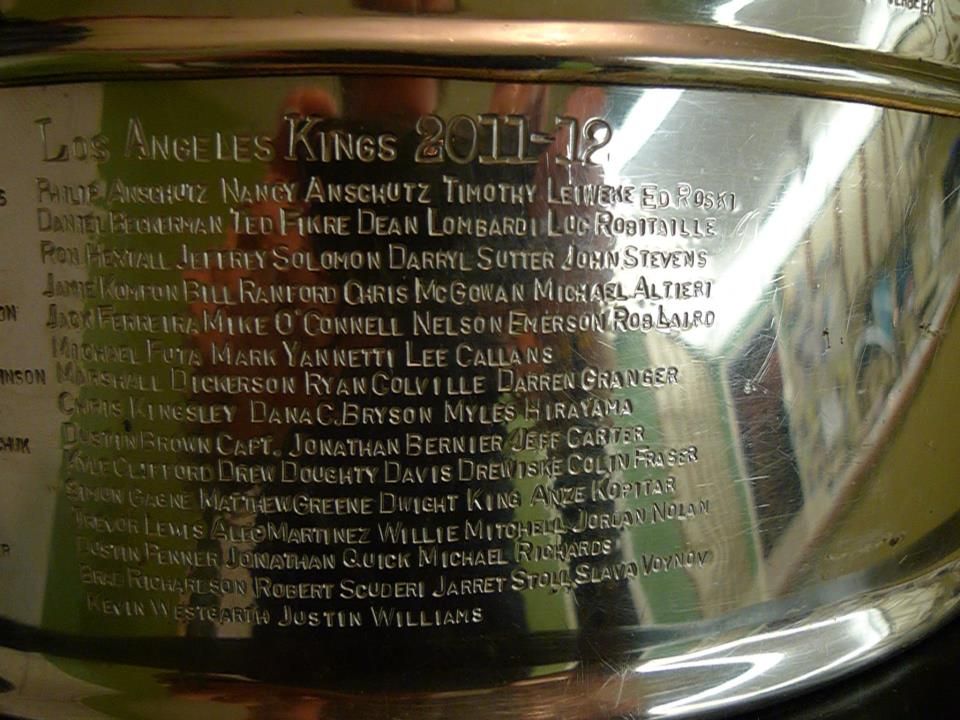 VERBEEK
LOS ANGELES KINGS 2011-12
PHILIP ANSCHUTZ NANCY ANSCHUTZ TIMOTHY LEIWEKE ED ROSKI
DANIEL BECKERMAN TED FIKRE DEAN LOMBARDI LUC ROBITAILLE
RON HEXTALL JEFFREY SOLOMON DARRYL SUTTER JOHN STEVENS
JAMIE KOMPON BILL RANFORD CHRIS MCGOWAN MICHAEL ALTIERI
JACK FERREIRA MIKE O'CONNELL NELSON EMERSON ROB LAIRD
MICHAEL FUTA MARK YANNETTI LEE CALLANS
MARSHALL DICKERSON RYAN COLVILLE DARREN GRANGER
CHRIS KINGSLEY DANA C. BRYSON MYLES HIRAYAMA
DUSTIN BROWN CAPT. JONATHAN BERNIER JEFF CARTER
KYLE CLIFFORD DREW DOUGHTY DAVIS DREWISKE COLIN FRASER
SIMON GAGNE MATTHEW GREENE DWIGHT KING ANZE KOPITAR
TREVOR LEWIS ALEC MARTINEZ WILLIE MITCHELL JORDAN NOLAN
DUSTIN PENNER JONATHAN QUICK MICHAEL RICHARDS
BRAD RICHARDSON ROBERT SCUDERI JARRET STOLL SLAVA VOYNOV
KEVIN WESTGARTH JUSTIN WILLIAMS